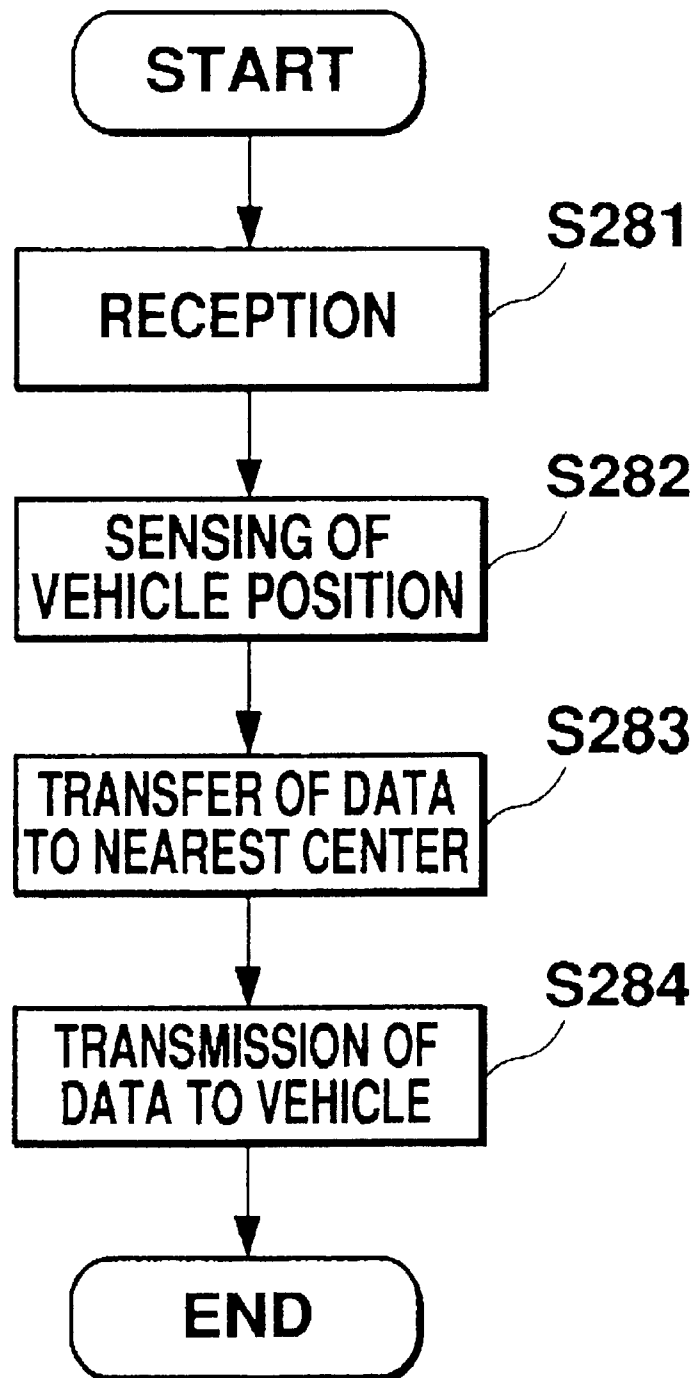 START
S281
RECEPTION
S282
SENSING OF
VEHICLE POSITION
S283
TRANSFER OF DATA
TO NEAREST CENTER
S284
TRANSMISSION OF
DATA TO VEHICLE
END